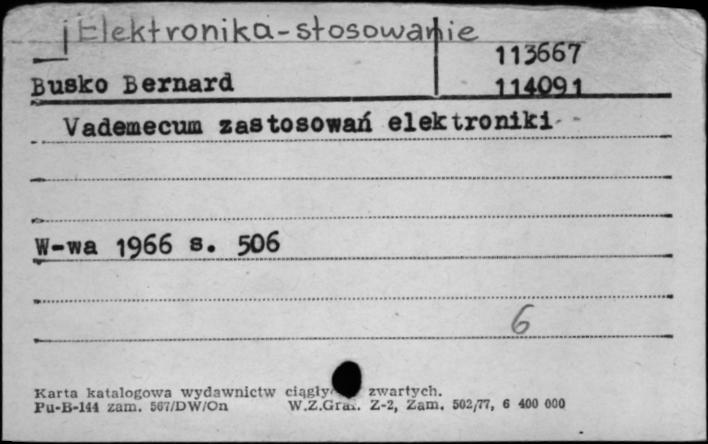 Elektronika-stosowanie
113667
Busko Bernard 114091
Vademecum zastosowań elektroniki
W-wa 1966 s. 506
6
Karta katalogowa wydawnictw zwartych.
Pu-B-144 zam. 567/DW/On W.Z.Graf. Z-2, Zam. 502/77, 6 400 000